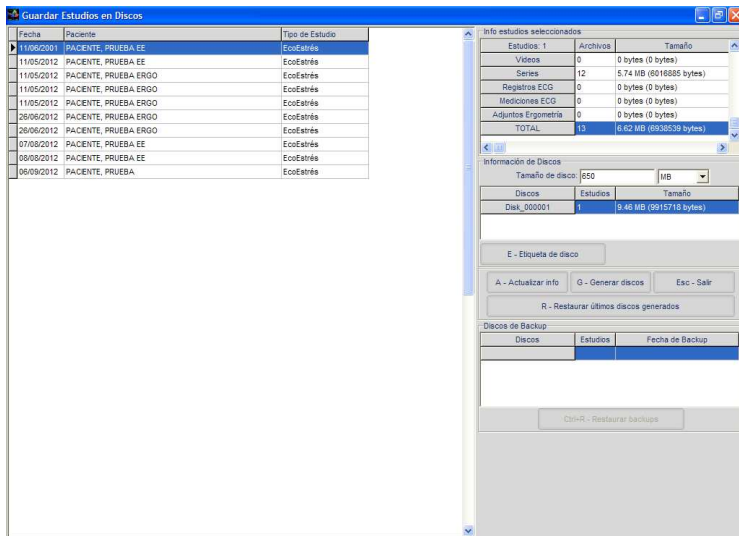 Guardar Estudios en Discos
Fecha Paciente Tipo de Estudio
11/06/2001 PACIENTE, PRUEBA EE EcoEstrés
11/05/2012 PACIENTE, PRUEBA EE EcoEstrés
11/05/2012 PACIENTE, PRUEBA ERGO EcoEstrés
11/05/2012 PACIENTE, PRUEBA ERGO EcoEstrés
11/05/2012 PACIENTE, PRUEBA ERGO EcoEstrés
26/06/2012 PACIENTE, PRUEBA ERGO EcoEstrés
26/06/2012 PACIENTE, PRUEBA ERGO EcoEstrés
07/08/2012 PACIENTE, PRUEBA EE EcoEstrés
08/08/2012 PACIENTE, PRUEBA EE EcoEstrés
06/09/2012 PACIENTE, PRUEBA EcoEstrés
Info estudios seleccionados
Estudios: 1 Archivos Tamaño
Videos 0 0 bytes (0 bytes)
Series 12 5.74 MB (6016885 bytes)
Registros ECG 0 0 bytes (0 bytes)
Mediciones ECG 0 0 bytes (0 bytes)
Adjuntos Ergometría 0 0 bytes (0 bytes)
TOTAL 13 6.62 MB (6938539 bytes)
Información de Discos
Tamaño de disco: 650 MB
Discos Estudios Tamaño
Disk_000001 1 9.46 MB (9915718 bytes)
E - Etiqueta de disco
A - Actualizar info G - Generar discos Esc - Salir
R - Restaurar últimos discos generados
Discos de Backup
Discos Estudios Fecha de Backup
Ctrl-R - Restaurar backups